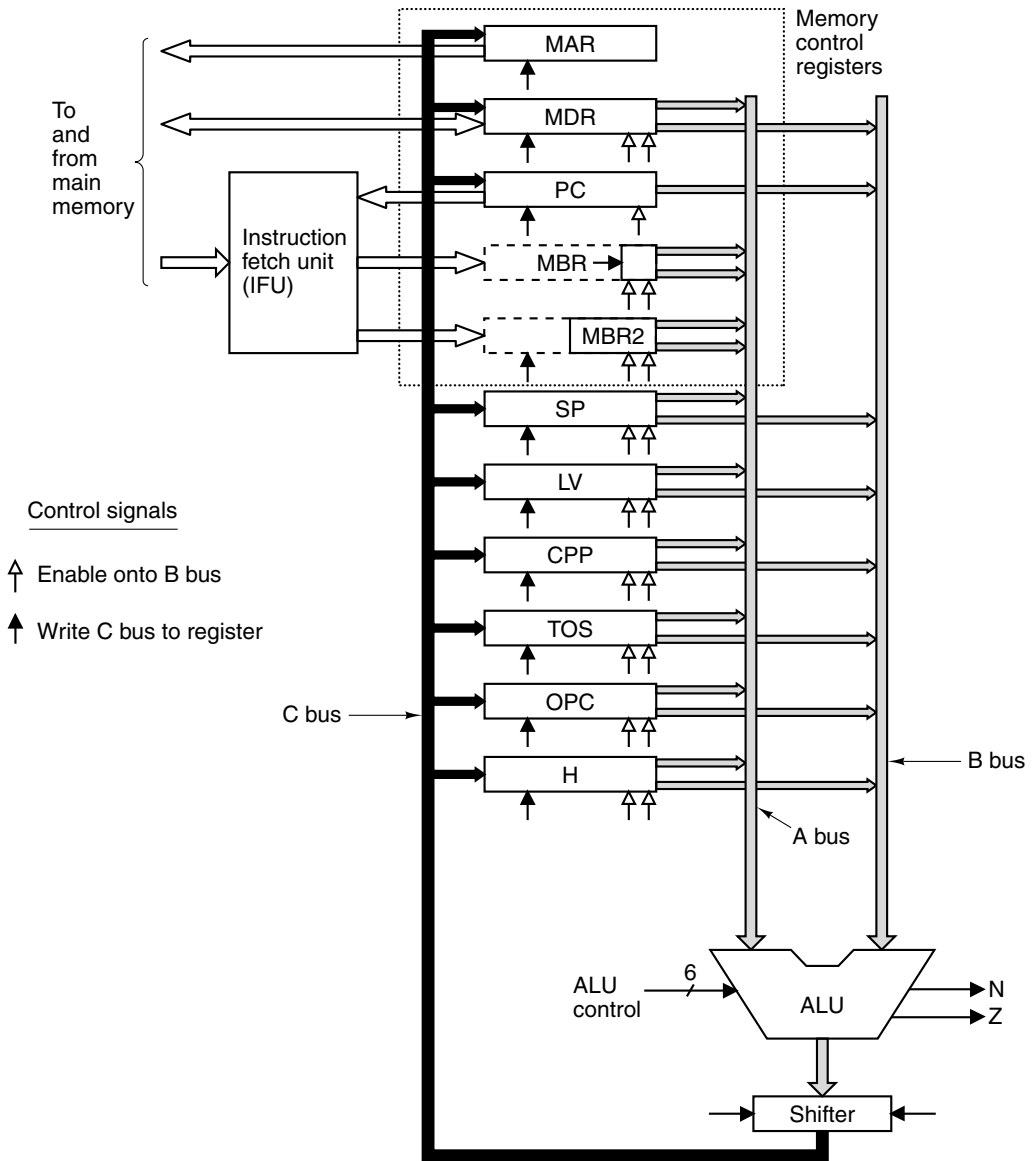 Memory
control
registers
MAR
To
and
from
main
memory
MDR
PC
Instruction
fetch unit
(IFU)
MBR
MBR2
SP
LV
Control signals
Enable onto B bus
CPP
Write C bus to register
TOS
C bus
OPC
H
B bus
A bus
ALU
control
6
ALU
N
Z
Shifter